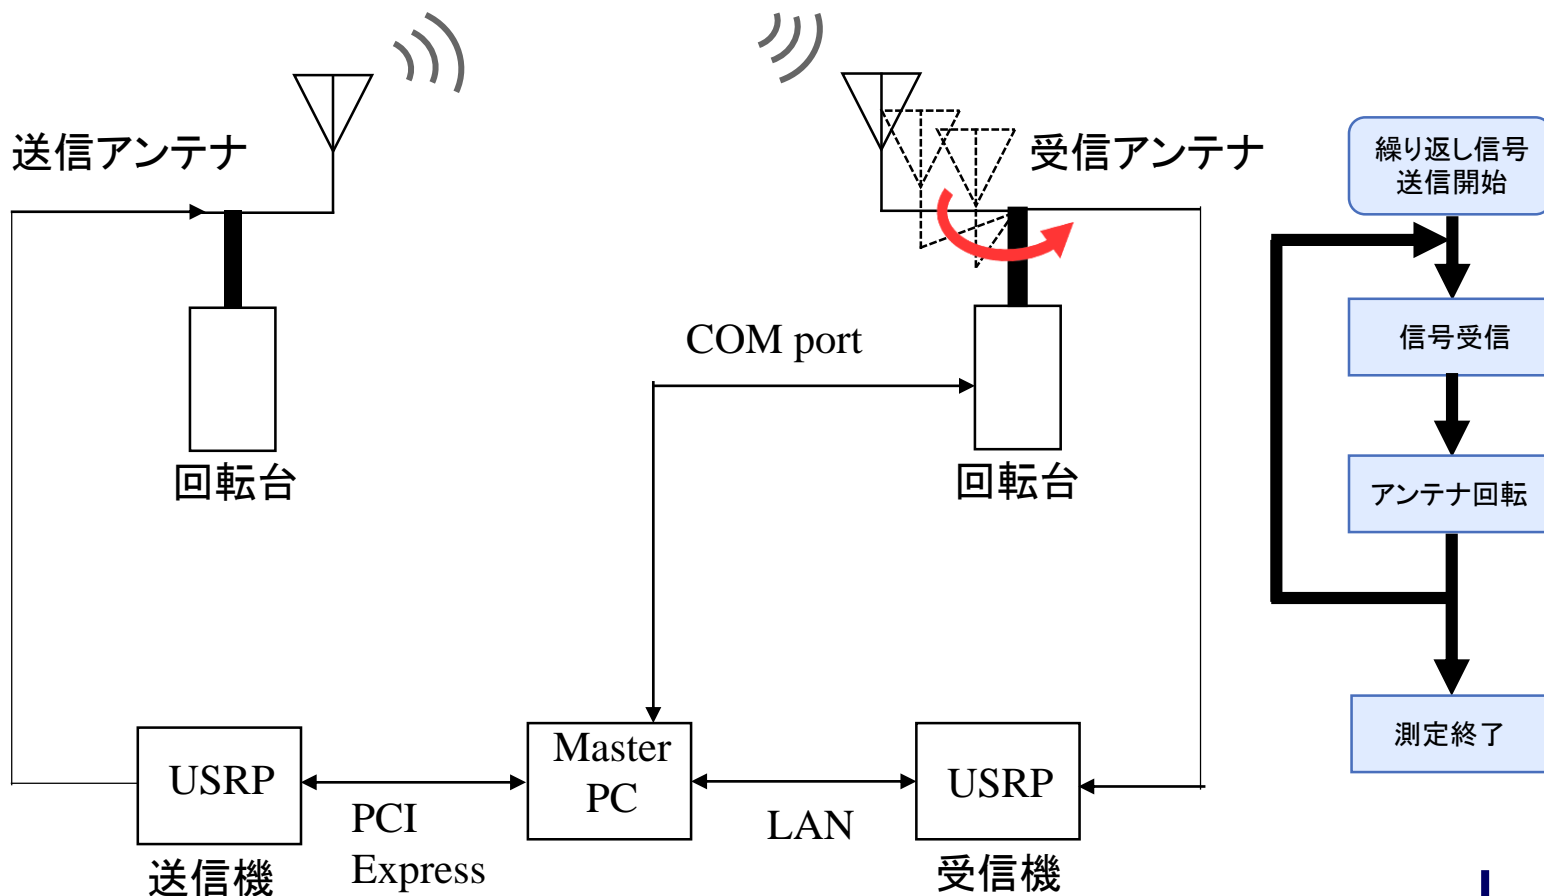 送信アンテナ
受信アンテナ
繰り返し信号
送信開始
信号受信
COM port
回転台
回転台
アンテナ回転
測定終了
USRP
Master
PC
USRP
PCI
Express
LAN
送信機
受信機